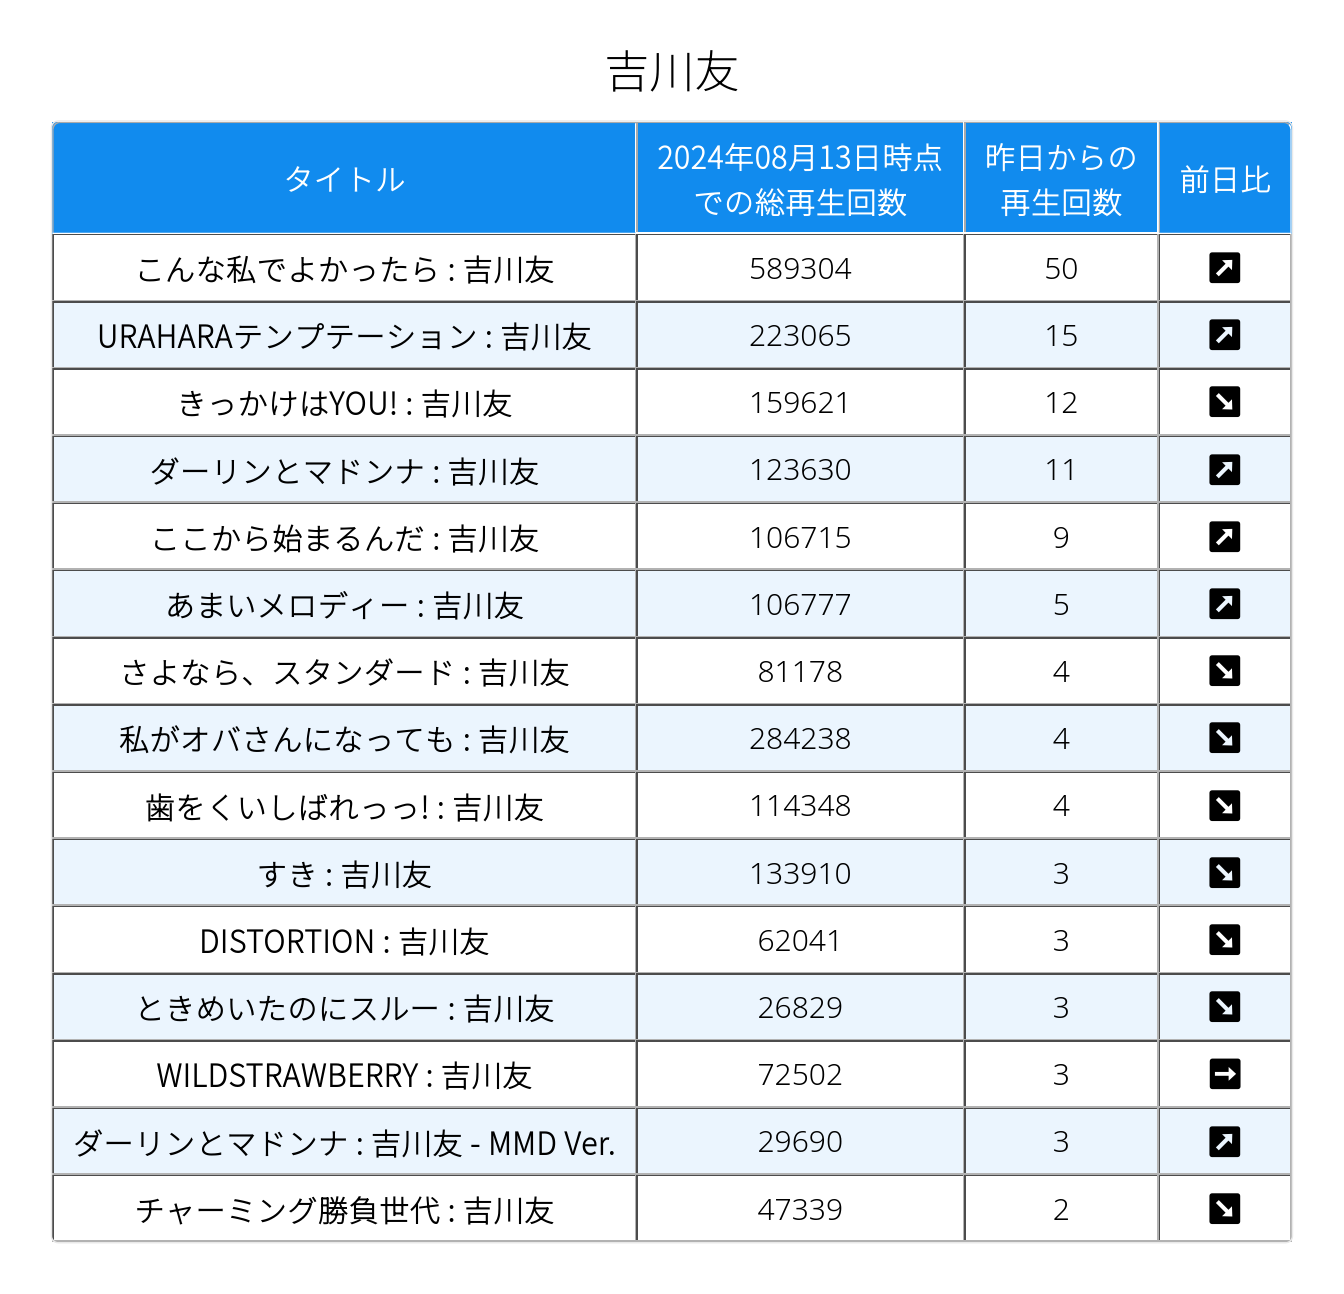 吉川友
タイトル
2024年08月13日時点
での総再生回数
昨日からの
再生回数
前日比
こんな私でよかったら : 吉川友 589304 50
URAHARAテンプテーション : 吉川友 223065 15
きっかけはYOU! : 吉川友 159621 12
ダーリンとマドンナ : 吉川友 123630 11
ここから始まるんだ : 吉川友 106715 9
あまいメロディー : 吉川友 106777 5
さよなら、スタンダード : 吉川友 81178 4
私がオバさんになっても : 吉川友 284238 4
歯をくいしばれっっ! : 吉川友 114348 4
すき : 吉川友 133910 3
DISTORTION : 吉川友 62041 3
ときめいたのにスルー : 吉川友 26829 3
WILDSTRAWBERRY : 吉川友 72502 3
ダーリンとマドンナ : 吉川友 - MMD Ver. 29690 3
チャーミング勝負世代 : 吉川友 47339 2